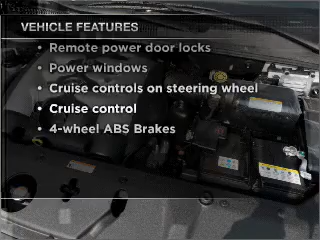 VEHICLE FEATURES
• Remote power door locks
• Power windows
• Cruise controls on steering wheel
• Cruise control
• 4-wheel ABS Brakes